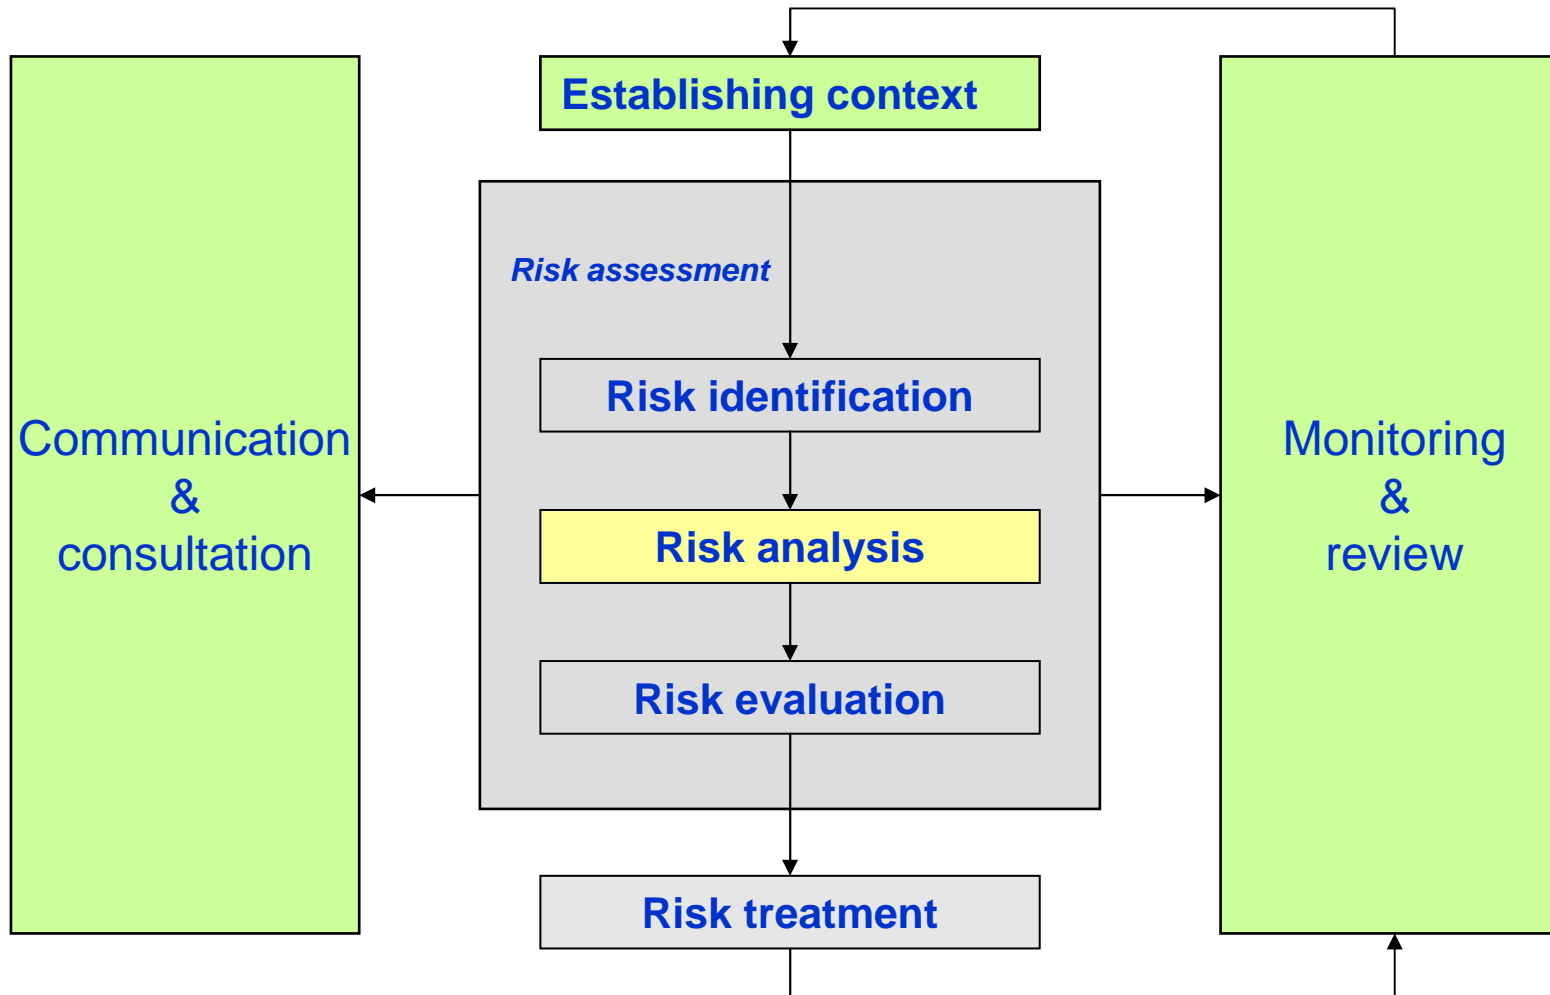 Establishing context
Risk assessment
Risk identification
Communication
&
consultation
Risk analysis
Monitoring
&
review
Risk evaluation
Risk treatment